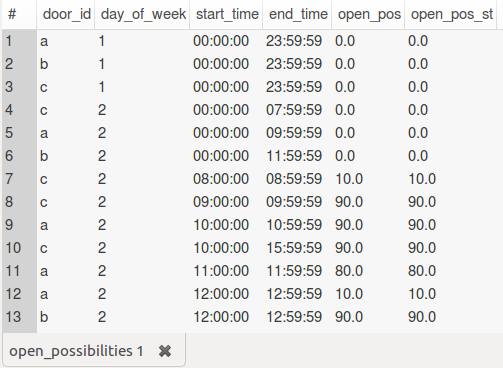 # door_id day_of_week start_time end_time open_pos open_pos_st
1 a 1 00:00:00 23:59:59 0.0 0.0
2 b 1 00:00:00 23:59:59 0.0 0.0
3 c 1 00:00:00 23:59:59 0.0 0.0
4 c 2 00:00:00 07:59:59 0.0 0.0
5 a 2 00:00:00 09:59:59 0.0 0.0
6 b 2 00:00:00 11:59:59 0.0 0.0
7 c 2 08:00:00 08:59:59 10.0 10.0
8 c 2 09:00:00 09:59:59 90.0 90.0
9 a 2 10:00:00 10:59:59 90.0 90.0
10 c 2 10:00:00 15:59:59 90.0 90.0
11 a 2 11:00:00 11:59:59 80.0 80.0
12 a 2 12:00:00 12:59:59 10.0 10.0
13 b 2 12:00:00 12:59:59 90.0 90.0
open_possibilities 1 ✖